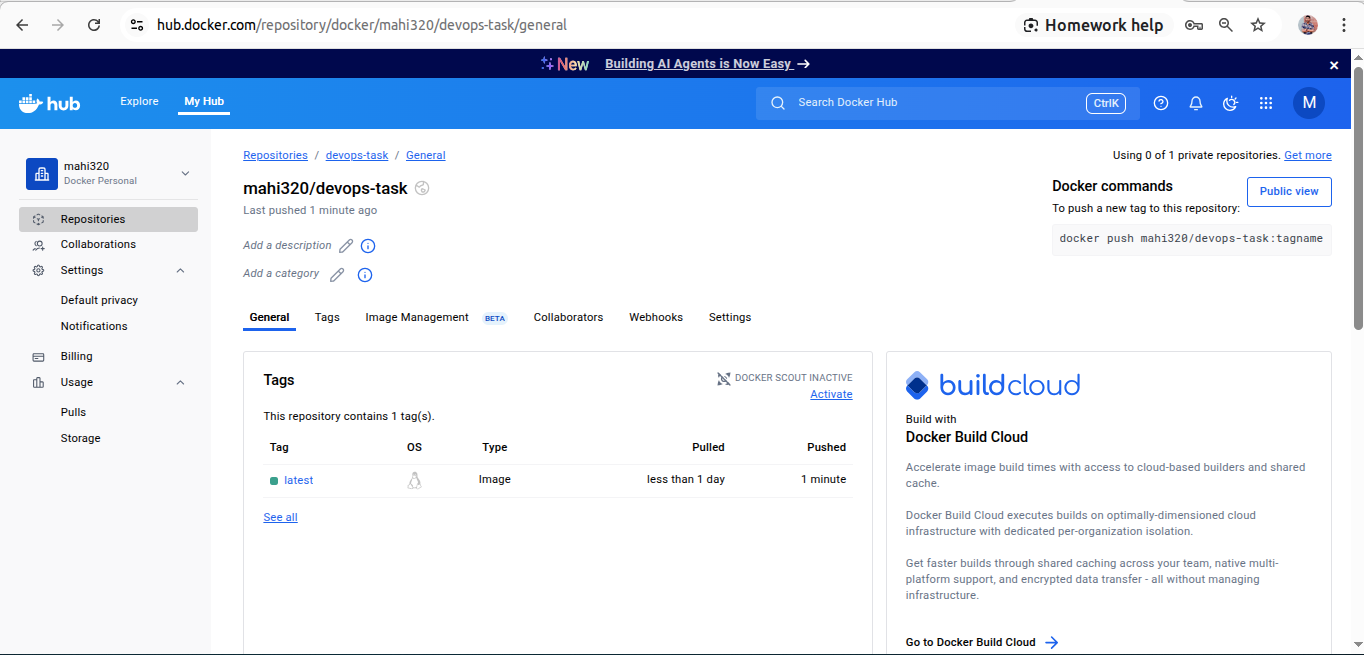 hub.docker.com/repository/docker/mahi320/devops-task/general
Homework help
New Building AI Agents is Now Easy →
hub Explore My Hub
Search Docker Hub CtrlK
M
mahi320
Docker Personal
Repositories
Collaborations
Settings
Default privacy
Notifications
Billing
Usage
Pulls
Storage
Repositories / devops-task / General
Using 0 of 1 private repositories. Get more
mahi320/devops-task
Last pushed 1 minute ago
Add a description
Add a category
Docker commands
Public view
To push a new tag to this repository:
docker push mahi320/devops-task:tagname
General Tags Image Management BETA Collaborators Webhooks Settings
Tags
DOCKER SCOUT INACTIVE
Activate
This repository contains 1 tag(s).
Tag OS Type Pulled Pushed
latest Image less than 1 day 1 minute
See all
buildcloud
Build with
Docker Build Cloud
Accelerate image build times with access to cloud-based builders and shared
cache.
Docker Build Cloud executes builds on optimally-dimensioned cloud
infrastructure with dedicated per-organization isolation.
Get faster builds through shared caching across your team, native multi-
platform support, and encrypted data transfer - all without managing
infrastructure.
Go to Docker Build Cloud →